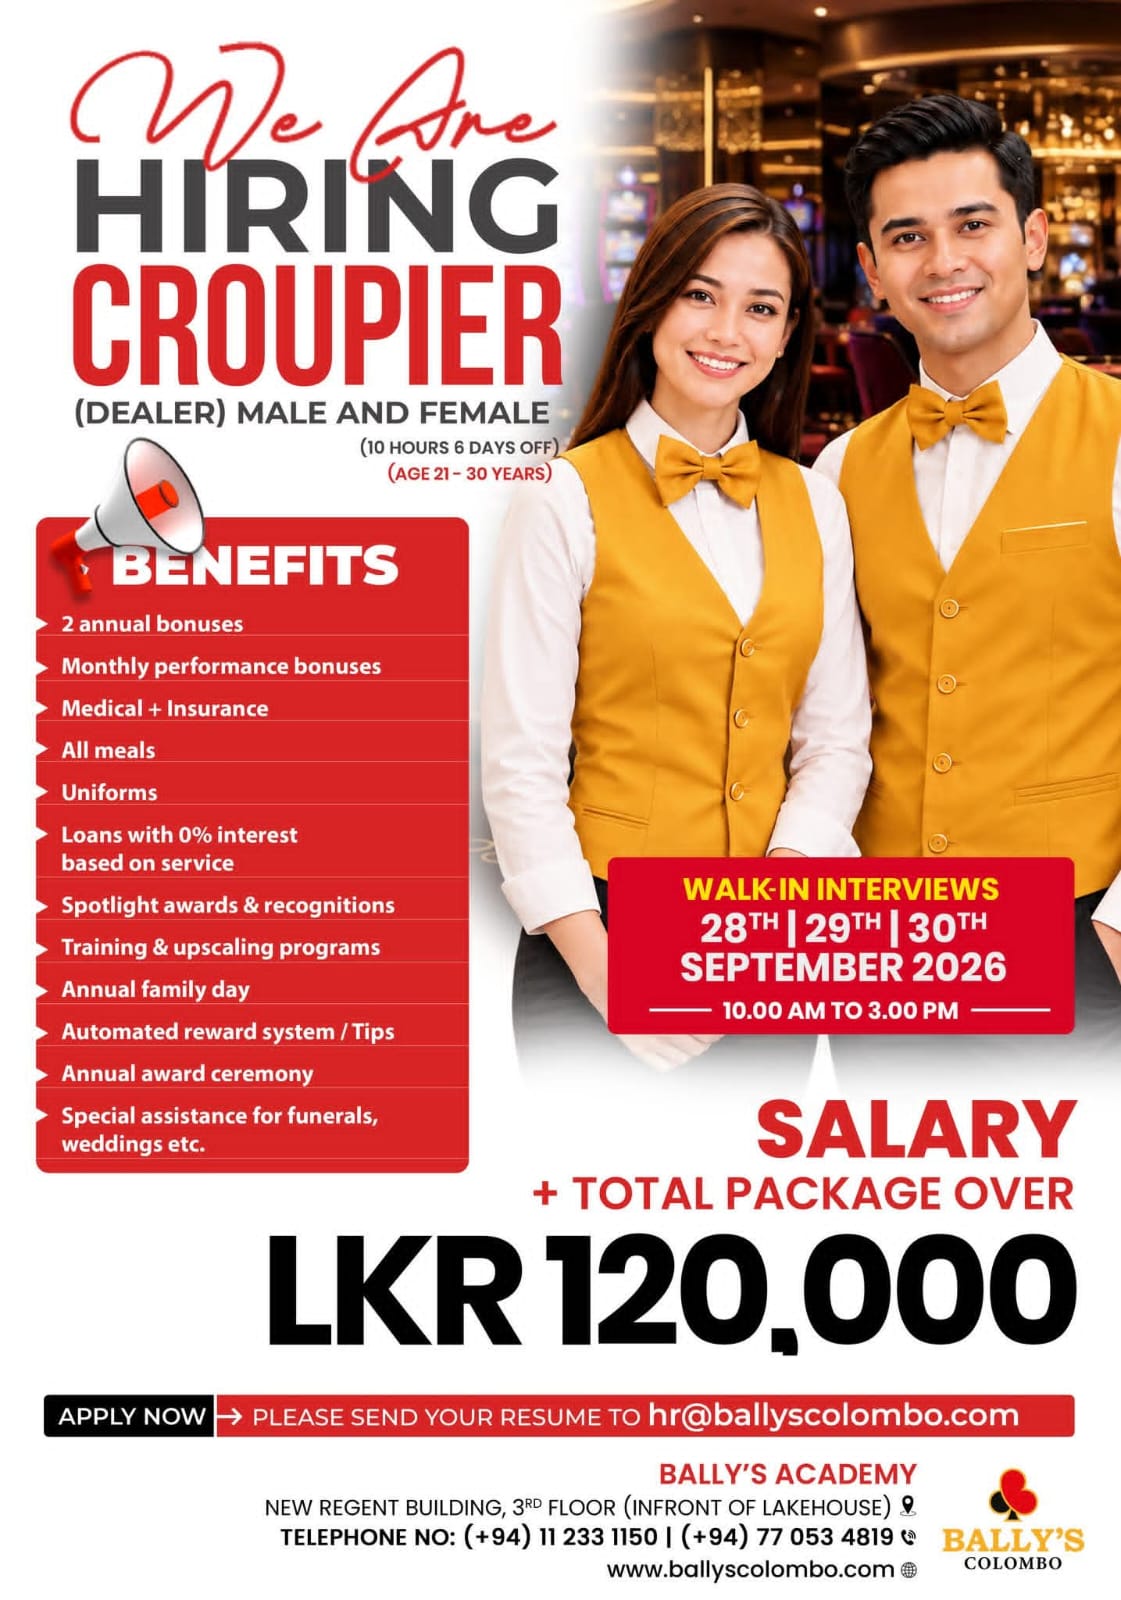 We Are
HIRING
CROUPIER
(DEALER) MALE AND FEMALE
(10 HOURS 6 DAYS OFF)
(AGE 21 - 30 YEARS)
BENEFITS
2 annual bonuses
Monthly performance bonuses
Medical + Insurance
All meals
Uniforms
Loans with 0% interest
based on service
Spotlight awards & recognitions
Training & upscaling programs
Annual family day
Automated reward system / Tips
Annual award ceremony
Special assistance for funerals,
weddings etc.
WALK-IN INTERVIEWS
28TH | 29TH | 30TH
SEPTEMBER 2026
10.00 AM TO 3.00 PM
SALARY
+ TOTAL PACKAGE OVER
LKR 120,000
APPLY NOW → PLEASE SEND YOUR RESUME TO hr@ballyscolombo.com
BALLY'S ACADEMY
NEW REGENT BUILDING, 3RD FLOOR (INFRONT OF LAKEHOUSE)
TELEPHONE NO: (+94) 11 233 1150 | (+94) 77 053 4819
www.ballyscolombo.com
BALLY'S
COLOMBO